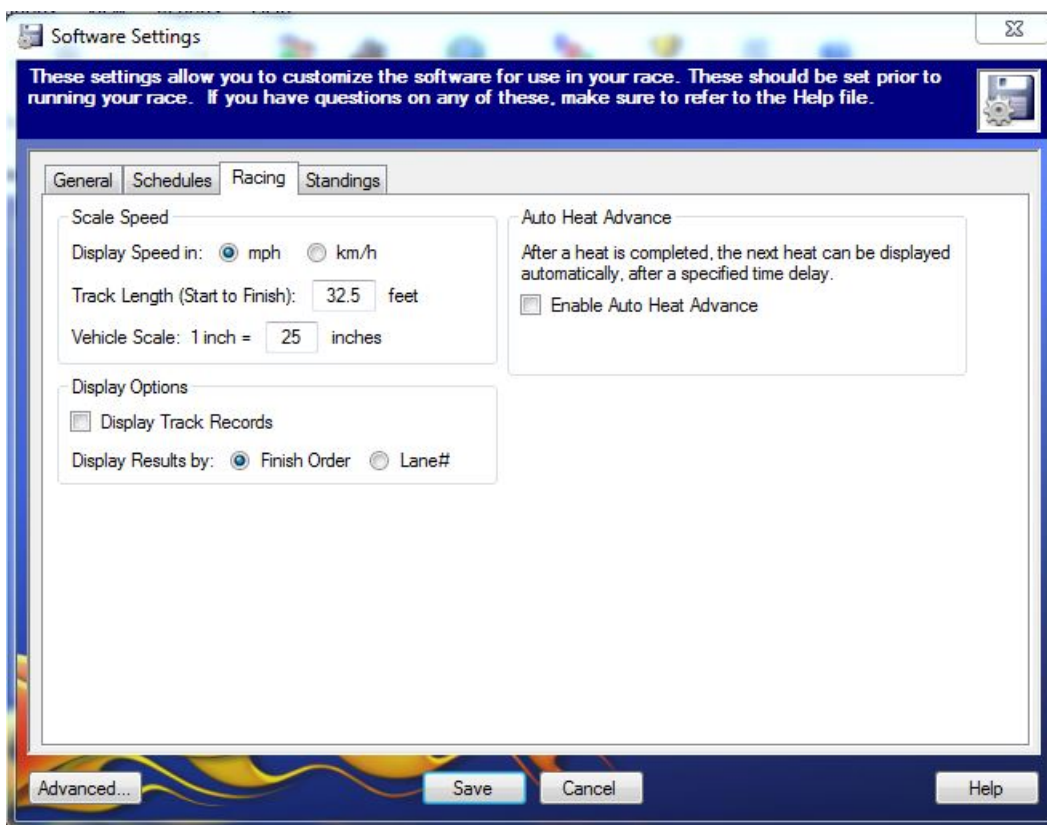 Software Settings
These settings allow you to customize the software for use in your race. These should be set prior to
running your race.  If you have questions on any of these, make sure to refer to the Help file.
General Schedules Racing Standings
Scale Speed
Display Speed in: mph km/h
Track Length (Start to Finish): 32.5 feet
Vehicle Scale: 1 inch = 25 inches
Display Options
Display Track Records
Display Results by: Finish Order Lane#
Auto Heat Advance
After a heat is completed, the next heat can be displayed
automatically, after a specified time delay.
Enable Auto Heat Advance
Advanced... Save Cancel Help